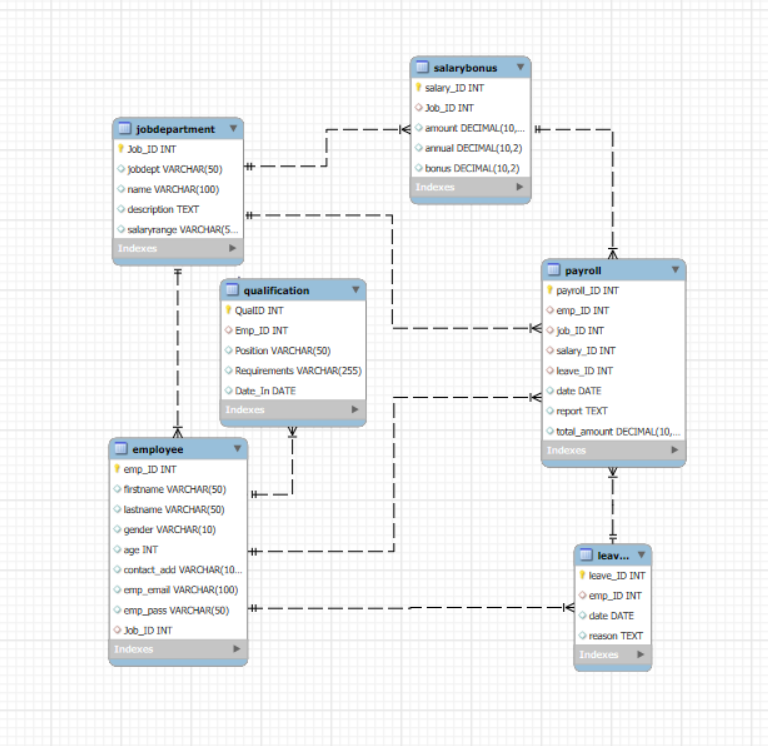 salarybonus
salary_ID INT
Job_ID INT
amount DECIMAL(10,...
annual DECIMAL(10,2)
bonus DECIMAL(10,2)
Indexes
jobdepartment
Job_ID INT
jobdept VARCHAR(50)
name VARCHAR(100)
description TEXT
salaryrange VARCHAR(5...
Indexes
qualification
QualID INT
Emp_ID INT
Position VARCHAR(50)
Requirements VARCHAR(255)
Date_In DATE
Indexes
payroll
payroll_ID INT
emp_ID INT
job_ID INT
salary_ID INT
leave_ID INT
date DATE
report TEXT
total_amount DECIMAL(10,...
Indexes
employee
emp_ID INT
firstname VARCHAR(50)
lastname VARCHAR(50)
gender VARCHAR(10)
age INT
contact_add VARCHAR(10...
emp_email VARCHAR(100)
emp_pass VARCHAR(50)
Job_ID INT
Indexes
leav...
leave_ID INT
emp_ID INT
date DATE
reason TEXT
Indexes